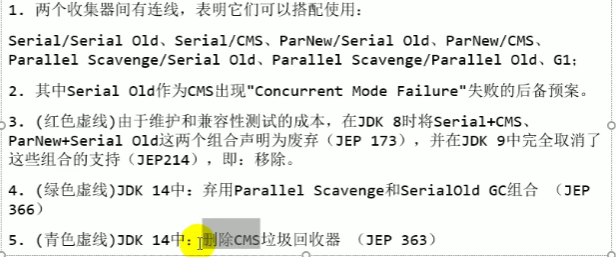 1. 两个收集器间有连线，表明它们可以搭配使用：
Serial/Serial Old、Serial/CMS、ParNew/Serial Old、ParNew/CMS、
Parallel Scavenge/Serial Old、Parallel Scavenge/Parallel Old、G1；
2. 其中Serial Old作为CMS出现"Concurrent Mode Failure"失败的后备预案。
3. (红色虚线)由于维护和兼容性测试的成本，在JDK 8时将Serial+CMS、
ParNew+Serial Old这两个组合声明为废弃（JEP 173），并在JDK 9中完全取消了
这些组合的支持（JEP214），即：移除。
4. (绿色虚线)JDK 14中：弃用Parallel Scavenge和SerialOld GC组合 （JEP
366）
5. (青色虚线)JDK 14中：删除CMS垃圾回收器 （JEP 363）